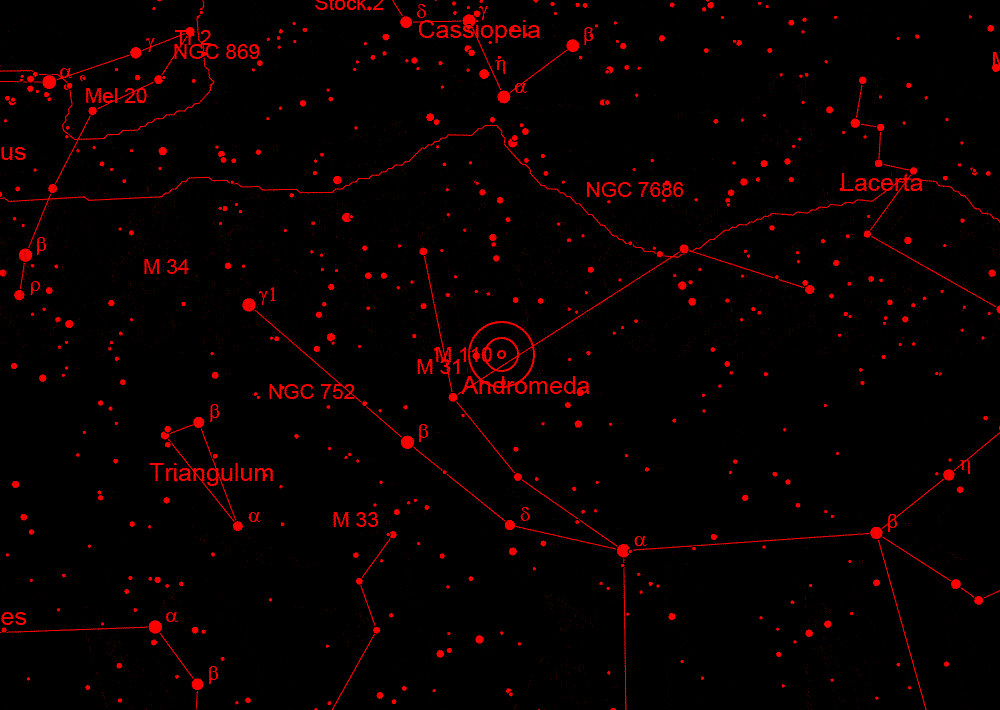 Stock 2
δ
γ
Cassiopeia
β
Tr 2
γ
NGC 869
η
α
α
Mel 20
M
us
Lacerta
NGC 7686
β
M 34
ρ
γ1
M 110
M 31
Andromeda
NGC 752
β
β
Triangulum
η
α
M 33
δ
β
α
es
α
β